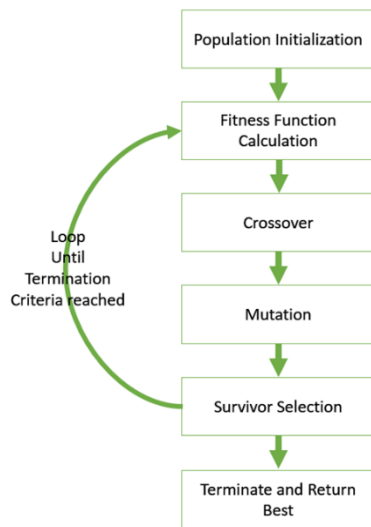 Population Initialization
Fitness Function
Calculation
Crossover
Loop
Until
Termination
Criteria reached
Mutation
Survivor Selection
Terminate and Return
Best